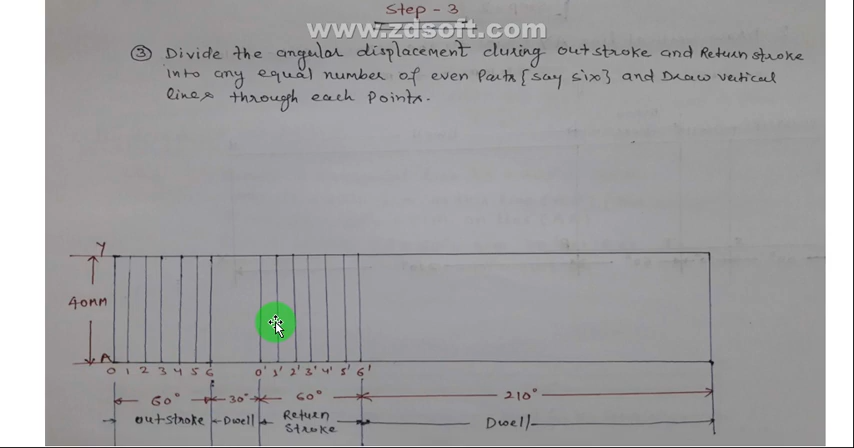 Step - 3
www.zdsoft.com
③ Divide the angular displacement during outstroke and Return stroke
into any equal number of even Parts {say six} and Draw vertical
lines through each Points.
Y
40MM
A
0 1 2 3 4 5 6 0' 1' 2' 3' 4' 5' 6'
60° 30° 60° 210°
outstroke Dwell Return Stroke Dwell